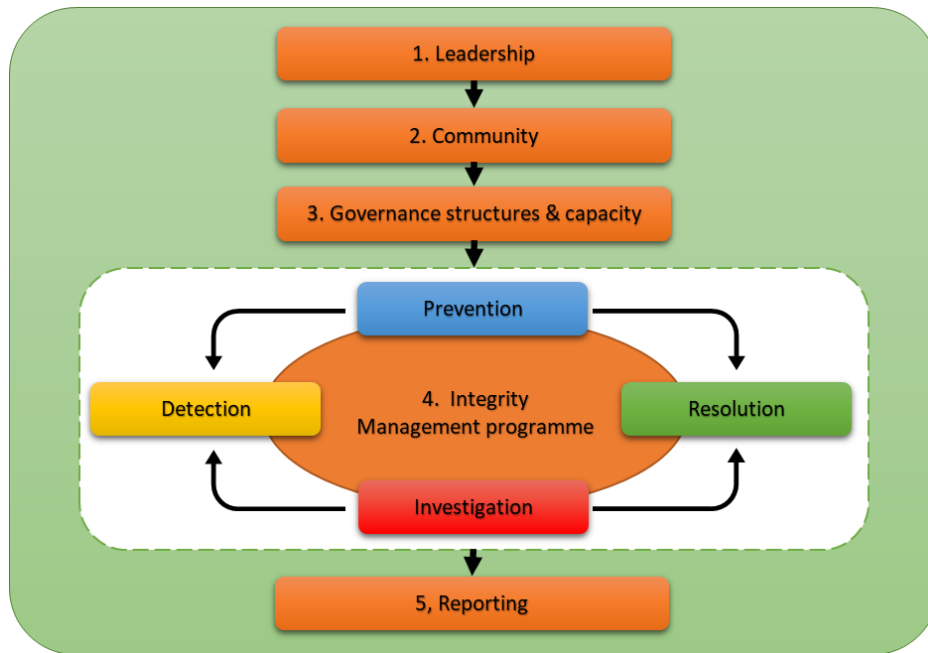 1. Leadership
2. Community
3. Governance structures & capacity
Prevention
Detection
4. Integrity
Management programme
Resolution
Investigation
5, Reporting